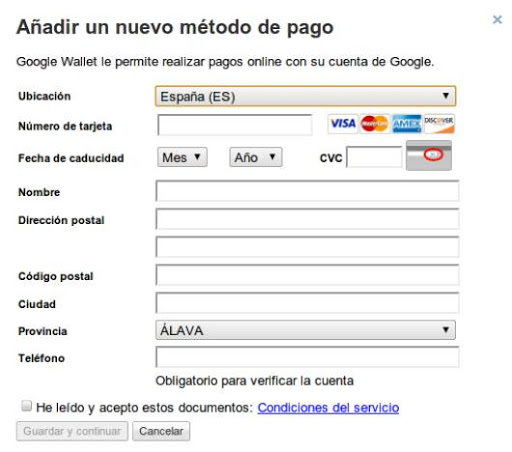 Añadir un nuevo método de pago
×
Google Wallet le permite realizar pagos online con su cuenta de Google.
Ubicación España (ES)
Número de tarjeta VISA MasterCard AMEX DISCOVER
Fecha de caducidad Mes Año CVC
Nombre
Dirección postal
Código postal
Ciudad
Provincia ÁLAVA
Teléfono
Obligatorio para verificar la cuenta
He leído y acepto estos documentos: Condiciones del servicio
Guardar y continuar Cancelar